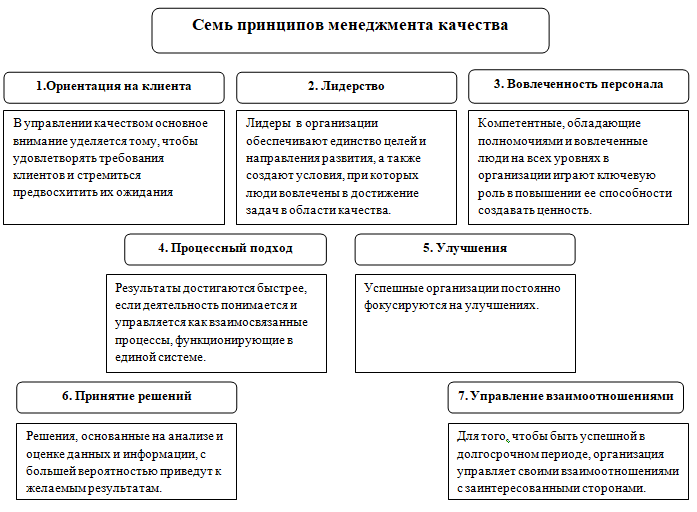 Семь принципов менеджмента качества
1.Ориентация на клиента
В управлении качеством основное
внимание уделяется тому, чтобы
удовлетворять требования
клиентов и стремиться
предвосхитить их ожидания
2. Лидерство
Лидеры в организации
обеспечивают единство целей и
направления развития, а также
создают условия, при которых
люди вовлечены в достижение
задач в области качества.
3. Вовлеченность персонала
Компетентные, обладающие
полномочиями и вовлеченные
люди на всех уровнях в
организации играют ключевую
роль в повышении ее способности
создавать ценность.
4. Процессный подход
Результаты достигаются быстрее,
если деятельность понимается и
управляется как взаимосвязанные
процессы, функционирующие в
единой системе.
5. Улучшения
Успешные организации постоянно
фокусируются на улучшениях.
6. Принятие решений
Решения, основанные на анализе и
оценке данных и информации, с
большей вероятностью приведут к
желаемым результатам.
7. Управление взаимоотношениями
Для того, чтобы быть успешной в
долгосрочном периоде, организация
управляет своими взаимоотношениями
с заинтересованными сторонами.